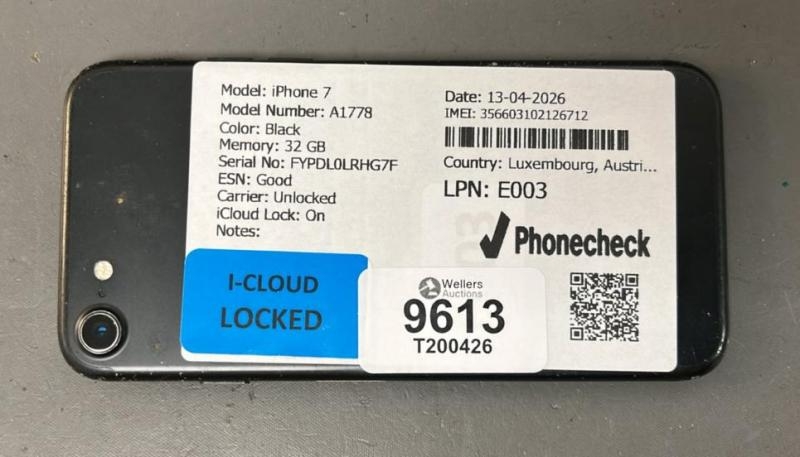 Model: iPhone 7
Model Number: A1778
Color: Black
Memory: 32 GB
Serial No: FYPDL0LRHG7F
ESN: Good
Carrier: Unlocked
iCloud Lock: On
Notes:
Date: 13-04-2026
IMEI: 356603102126712
Country: Luxembourg, Austri...
LPN: E003
Phonecheck
I-CLOUD
LOCKED
Wellers
Auctions
9613
T200426